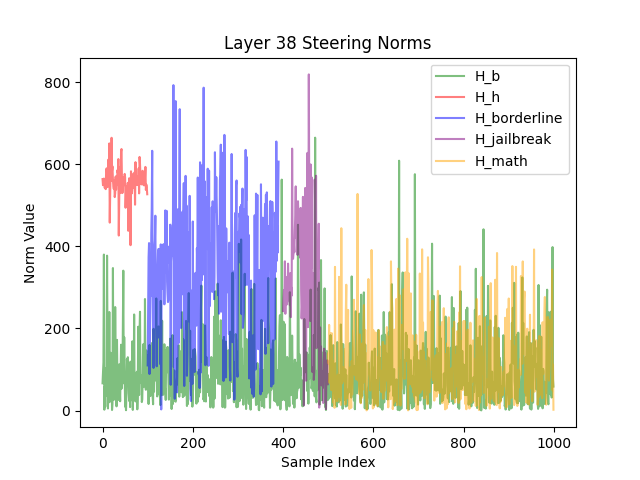 Layer 38 Steering Norms
H_b
H_h
H_borderline
H_jailbreak
H_math
Norm Value
800
600
400
200
0
0 200 400 600 800 1000
Sample Index